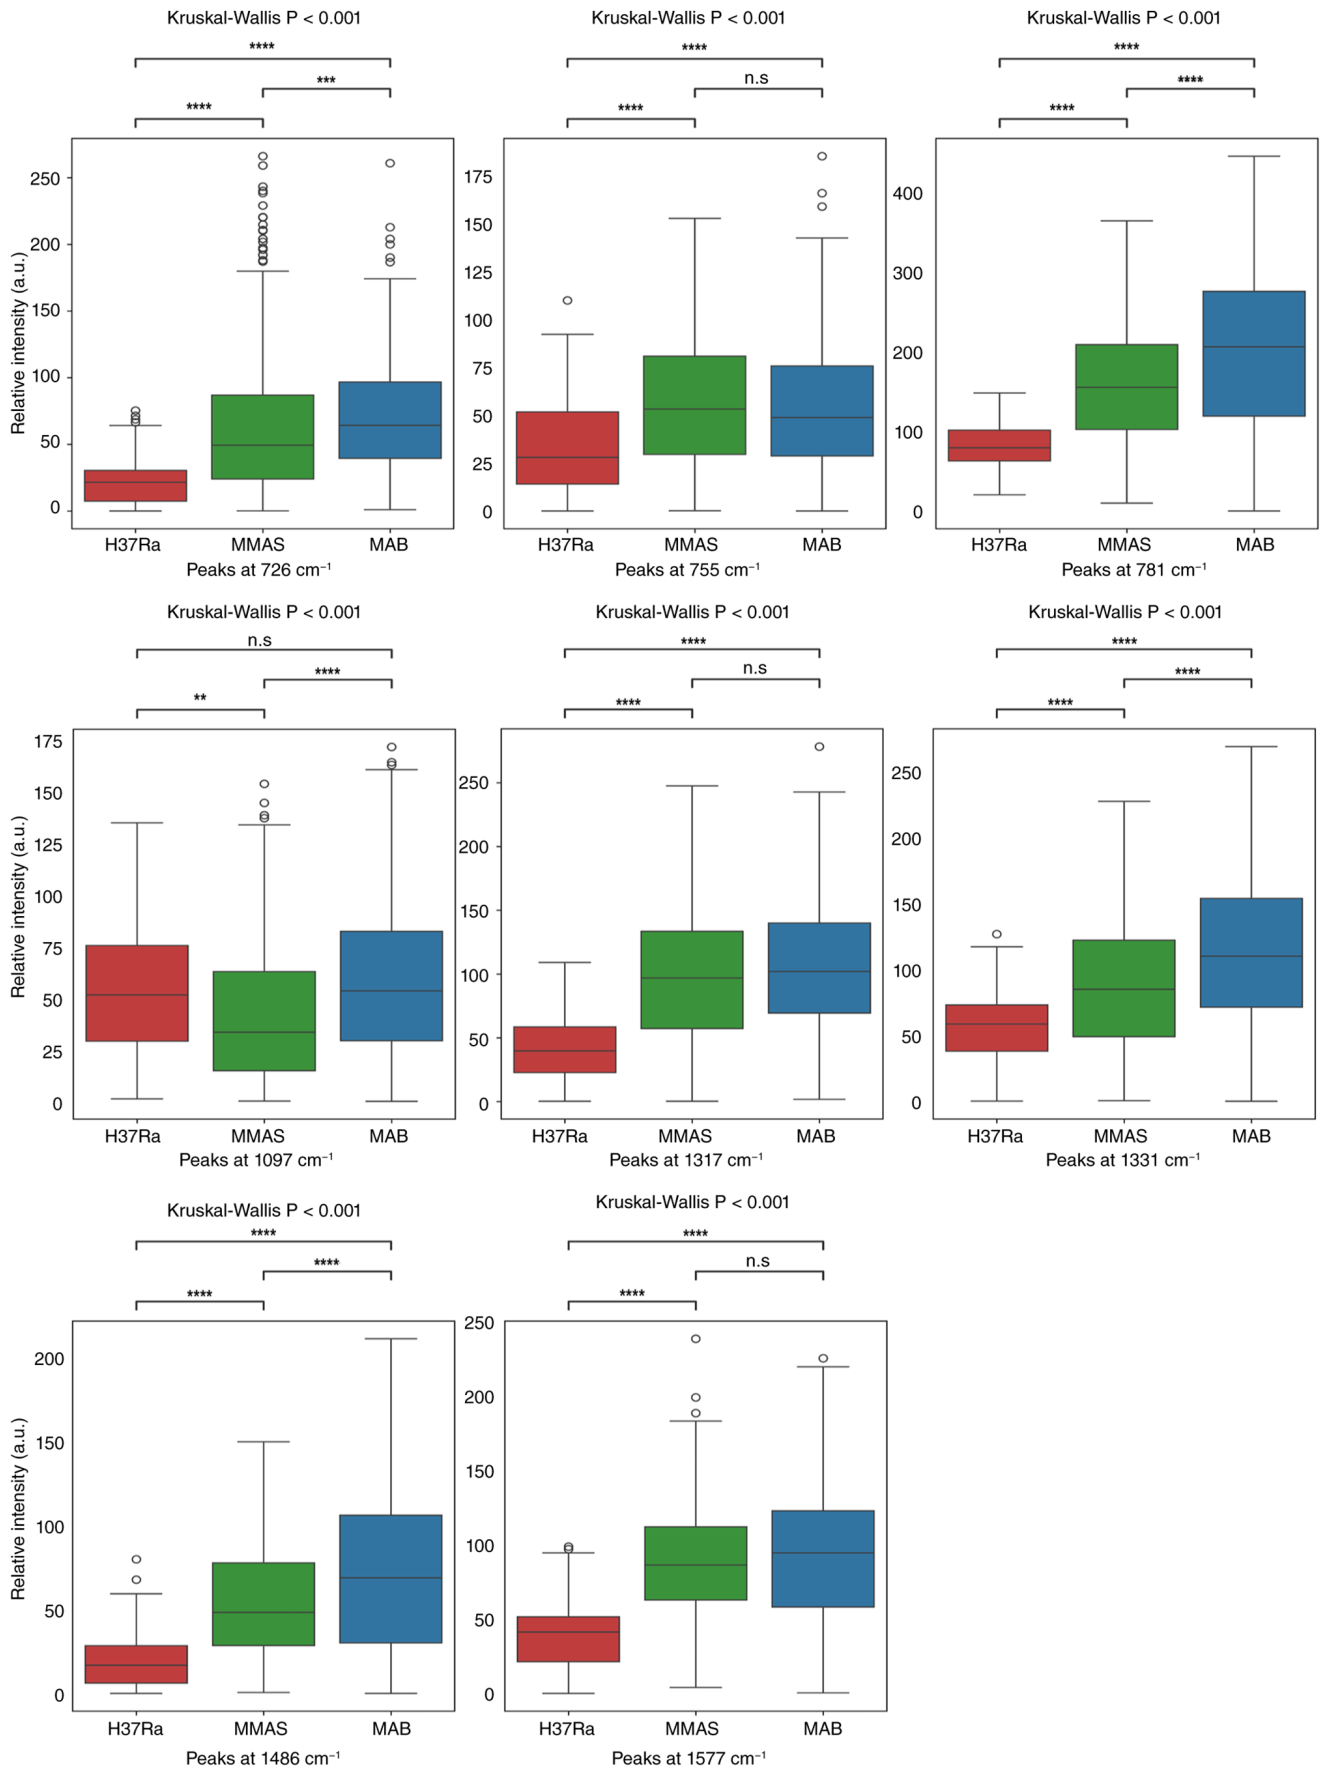 Kruskal-Wallis P < 0.001
****
***
****
Relative intensity (a.u.)
250
200
150
100
50
0
H37Ra MMAS MAB
Peaks at 726 cm⁻¹
Kruskal-Wallis P < 0.001
****
n.s
****
175
150
125
100
75
50
25
0
H37Ra MMAS MAB
Peaks at 755 cm⁻¹
Kruskal-Wallis P < 0.001
****
****
****
400
300
200
100
0
H37Ra MMAS MAB
Peaks at 781 cm⁻¹
Kruskal-Wallis P < 0.001
n.s
****
**
Relative intensity (a.u.)
175
150
125
100
75
50
25
0
H37Ra MMAS MAB
Peaks at 1097 cm⁻¹
Kruskal-Wallis P < 0.001
****
n.s
****
250
200
150
100
50
0
H37Ra MMAS MAB
Peaks at 1317 cm⁻¹
Kruskal-Wallis P < 0.001
****
****
****
250
200
150
100
50
0
H37Ra MMAS MAB
Peaks at 1331 cm⁻¹
Kruskal-Wallis P < 0.001
****
****
****
Relative intensity (a.u.)
200
150
100
50
0
H37Ra MMAS MAB
Peaks at 1486 cm⁻¹
Kruskal-Wallis P < 0.001
****
n.s
****
250
200
150
100
50
0
H37Ra MMAS MAB
Peaks at 1577 cm⁻¹